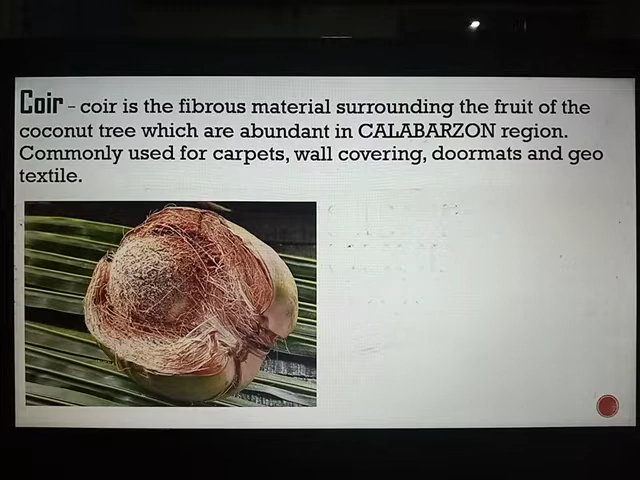 Coir - coir is the fibrous material surrounding the fruit of the
coconut tree which are abundant in CALABARZON region.
Commonly used for carpets, wall covering, doormats and geo
textile.